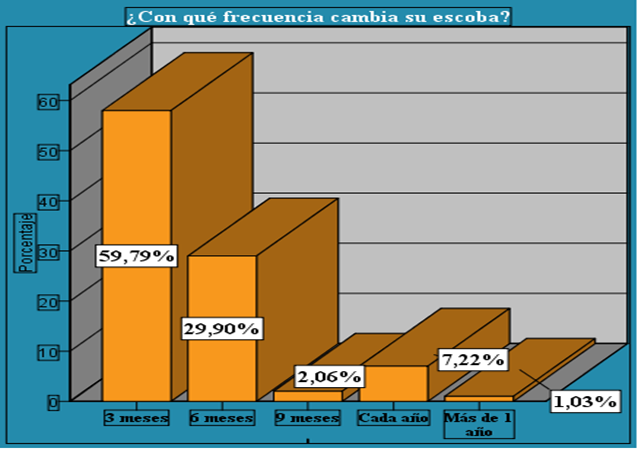 ¿Con qué frecuencia cambia su escoba?
Porcentaje
60
50
40
30
20
10
0
59,79%
29,90%
2,06%
7,22%
1,03%
3 meses
6 meses
9 meses
Cada año
Más de 1
año